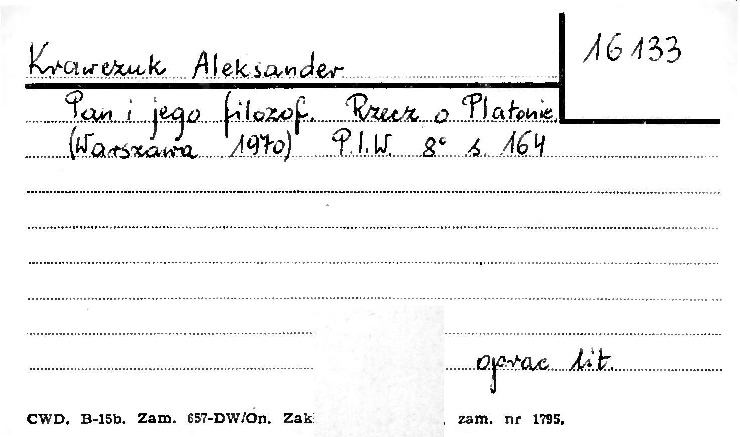 16133
Krawczuk Aleksander
Pan i jego filozof. Rzecz o Platonie.
(Warszawa 1970) P.I.W. 8° s. 164
oprac lit.
CWD. B-15b. Zam. 657-DW/On. Zak zam. nr 1795.